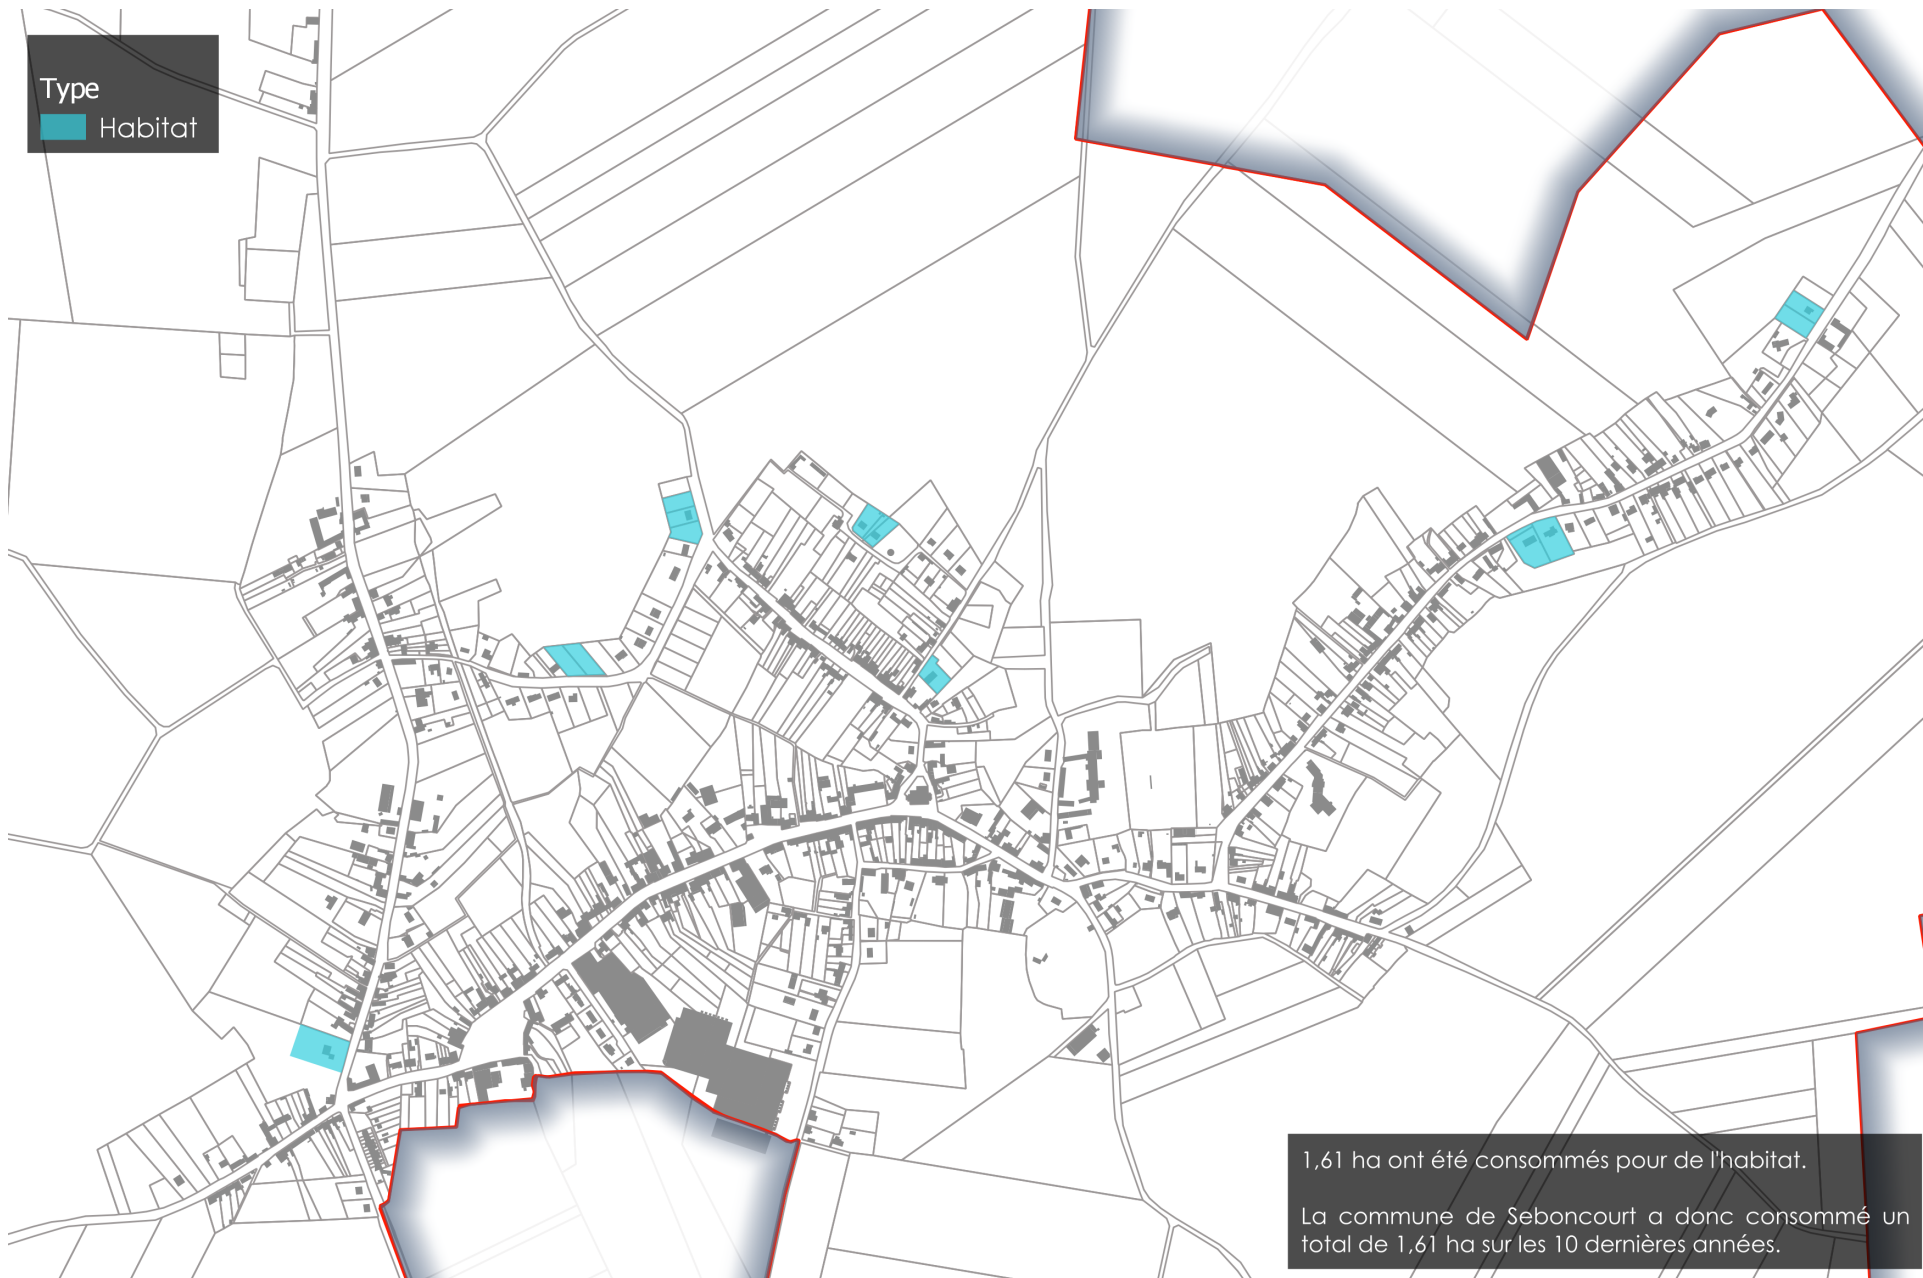 Type
Habitat
1,61 ha ont été consommés pour de l'habitat.
La commune de Seboncourt a donc consommé un
total de 1,61 ha sur les 10 dernières années.